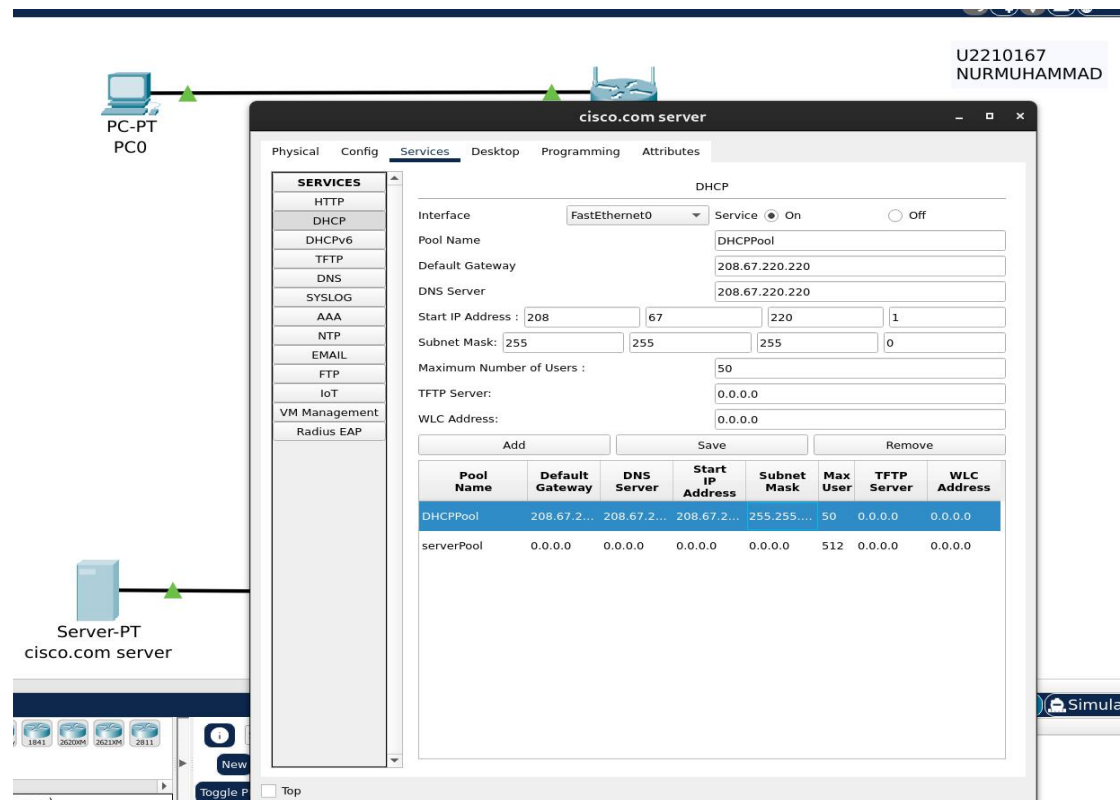 U2210167
NURMUHAMMAD
PC-PT
PC0
cisco.com server
Physical Config Services Desktop Programming Attributes
SERVICES
HTTP
DHCP
DHCPv6
TFTP
DNS
SYSLOG
AAA
NTP
EMAIL
FTP
IoT
VM Management
Radius EAP
DHCP
Interface FastEthernet0 Service On Off
Pool Name DHCPPool
Default Gateway 208.67.220.220
DNS Server 208.67.220.220
Start IP Address : 208 67 220 1
Subnet Mask: 255 255 255 0
Maximum Number of Users : 50
TFTP Server: 0.0.0.0
WLC Address: 0.0.0.0
Add Save Remove
Pool Name Default Gateway DNS Server Start IP Address Subnet Mask Max User TFTP Server WLC Address
DHCPPool 208.67.2... 208.67.2... 208.67.2... 255.255.... 50 0.0.0.0 0.0.0.0
serverPool 0.0.0.0 0.0.0.0 0.0.0.0 0.0.0.0 512 0.0.0.0 0.0.0.0
Server-PT
cisco.com server
Simula
1841 2620XM 2621XM 2811
New
Toggle P
Top